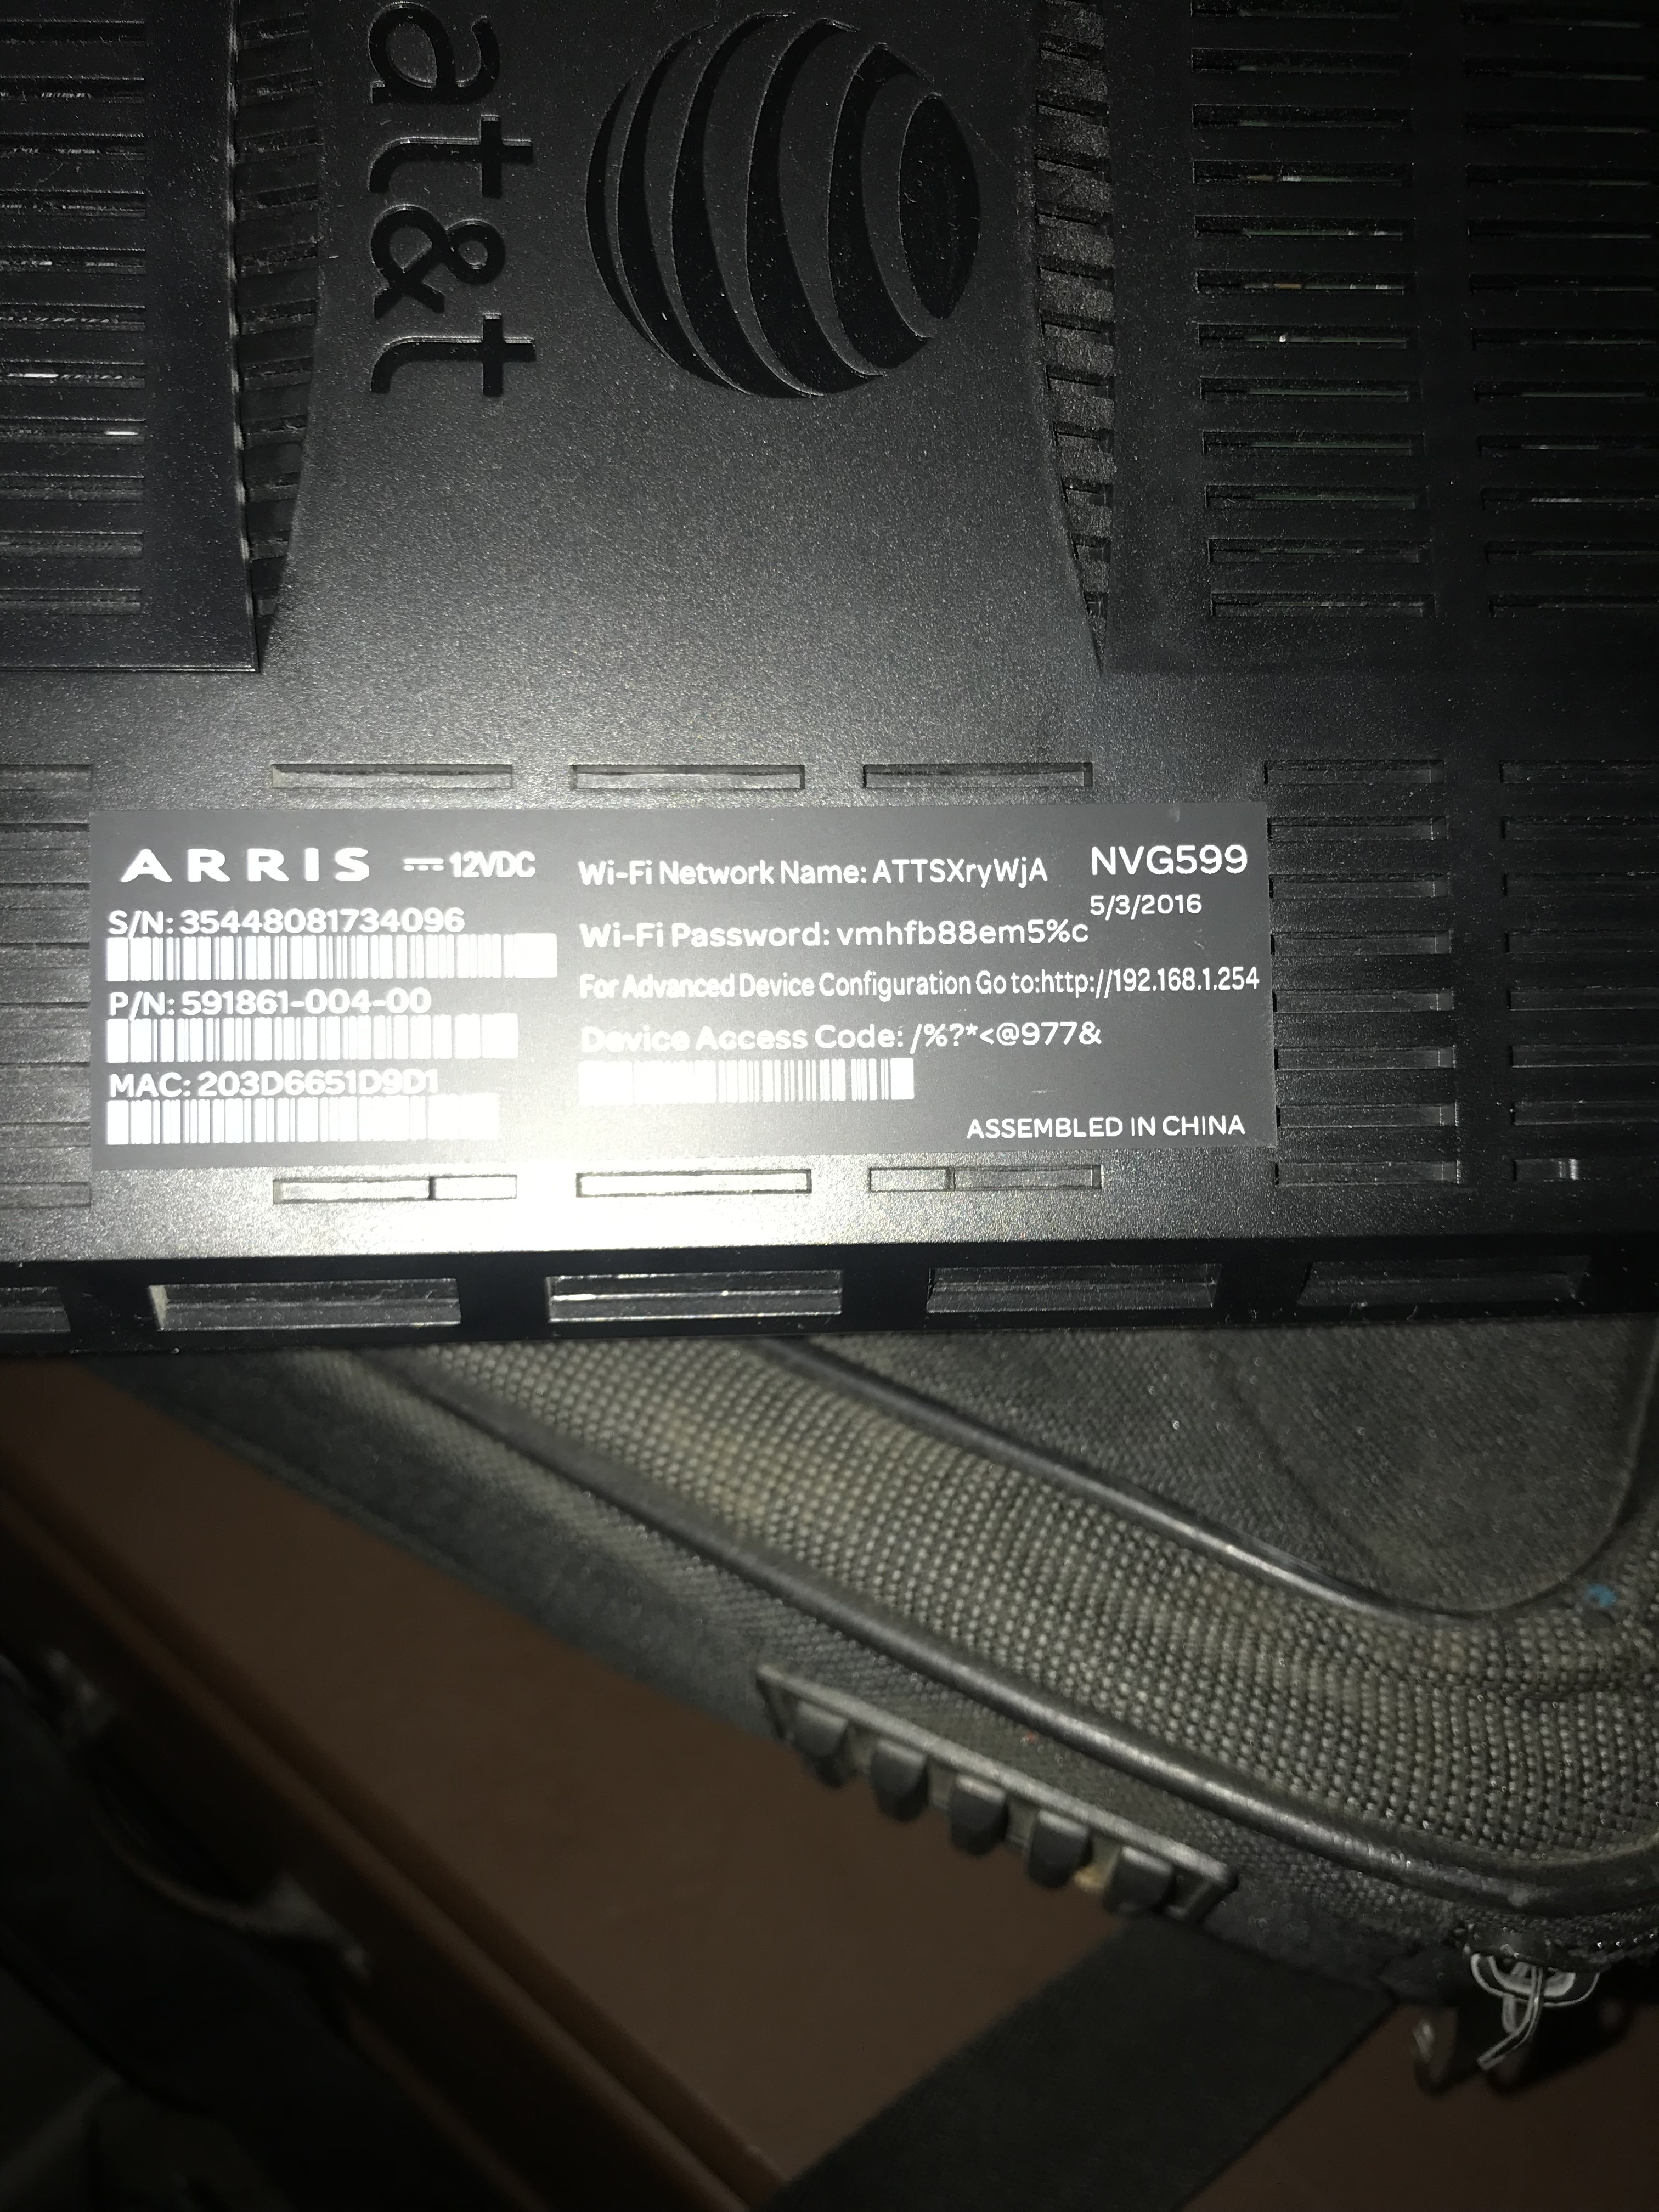 at&t
ARRIS 12VDC
S/N: 35448081734096
P/N: 591861-004-00
MAC: 203D6651D9D1
Wi-Fi Network Name: ATTSXryWjA
Wi-Fi Password: vmhfb88em5%c
For Advanced Device Configuration Go to:http://192.168.1.254
Device Access Code: /%?*<@977&
NVG599
5/3/2016
ASSEMBLED IN CHINA